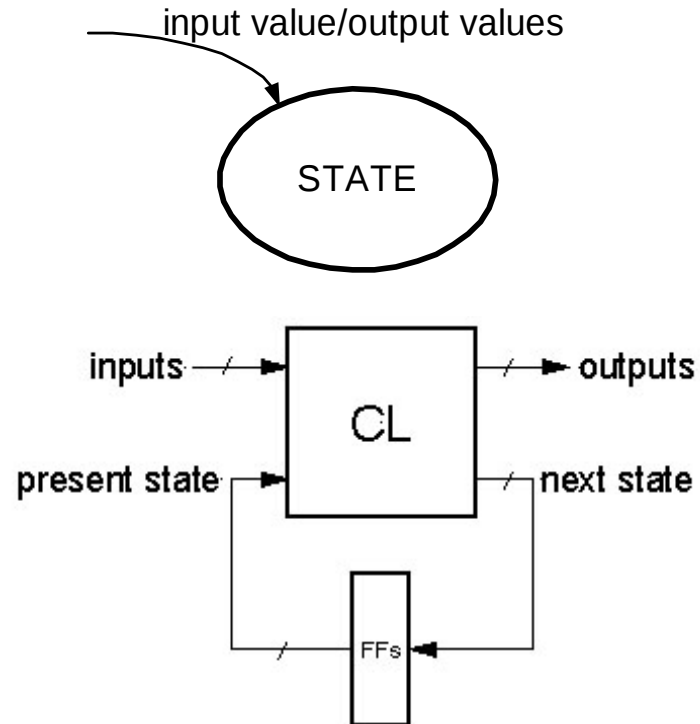 input value/output values
STATE
inputs
outputs
CL
present state
next state
FFs